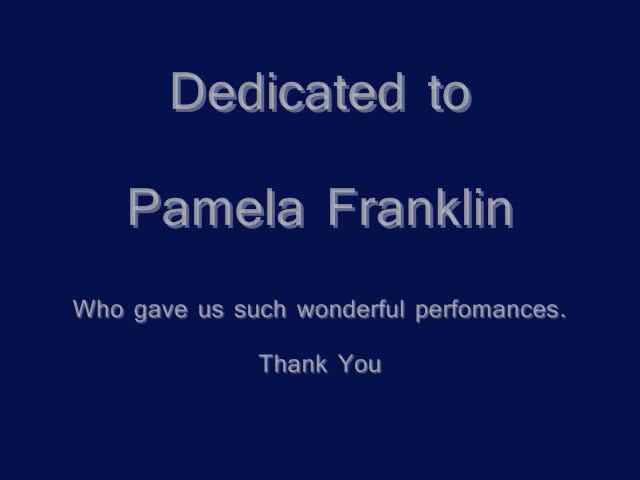 Dedicated to
Pamela Franklin
Who gave us such wonderful perfomances.
Thank You